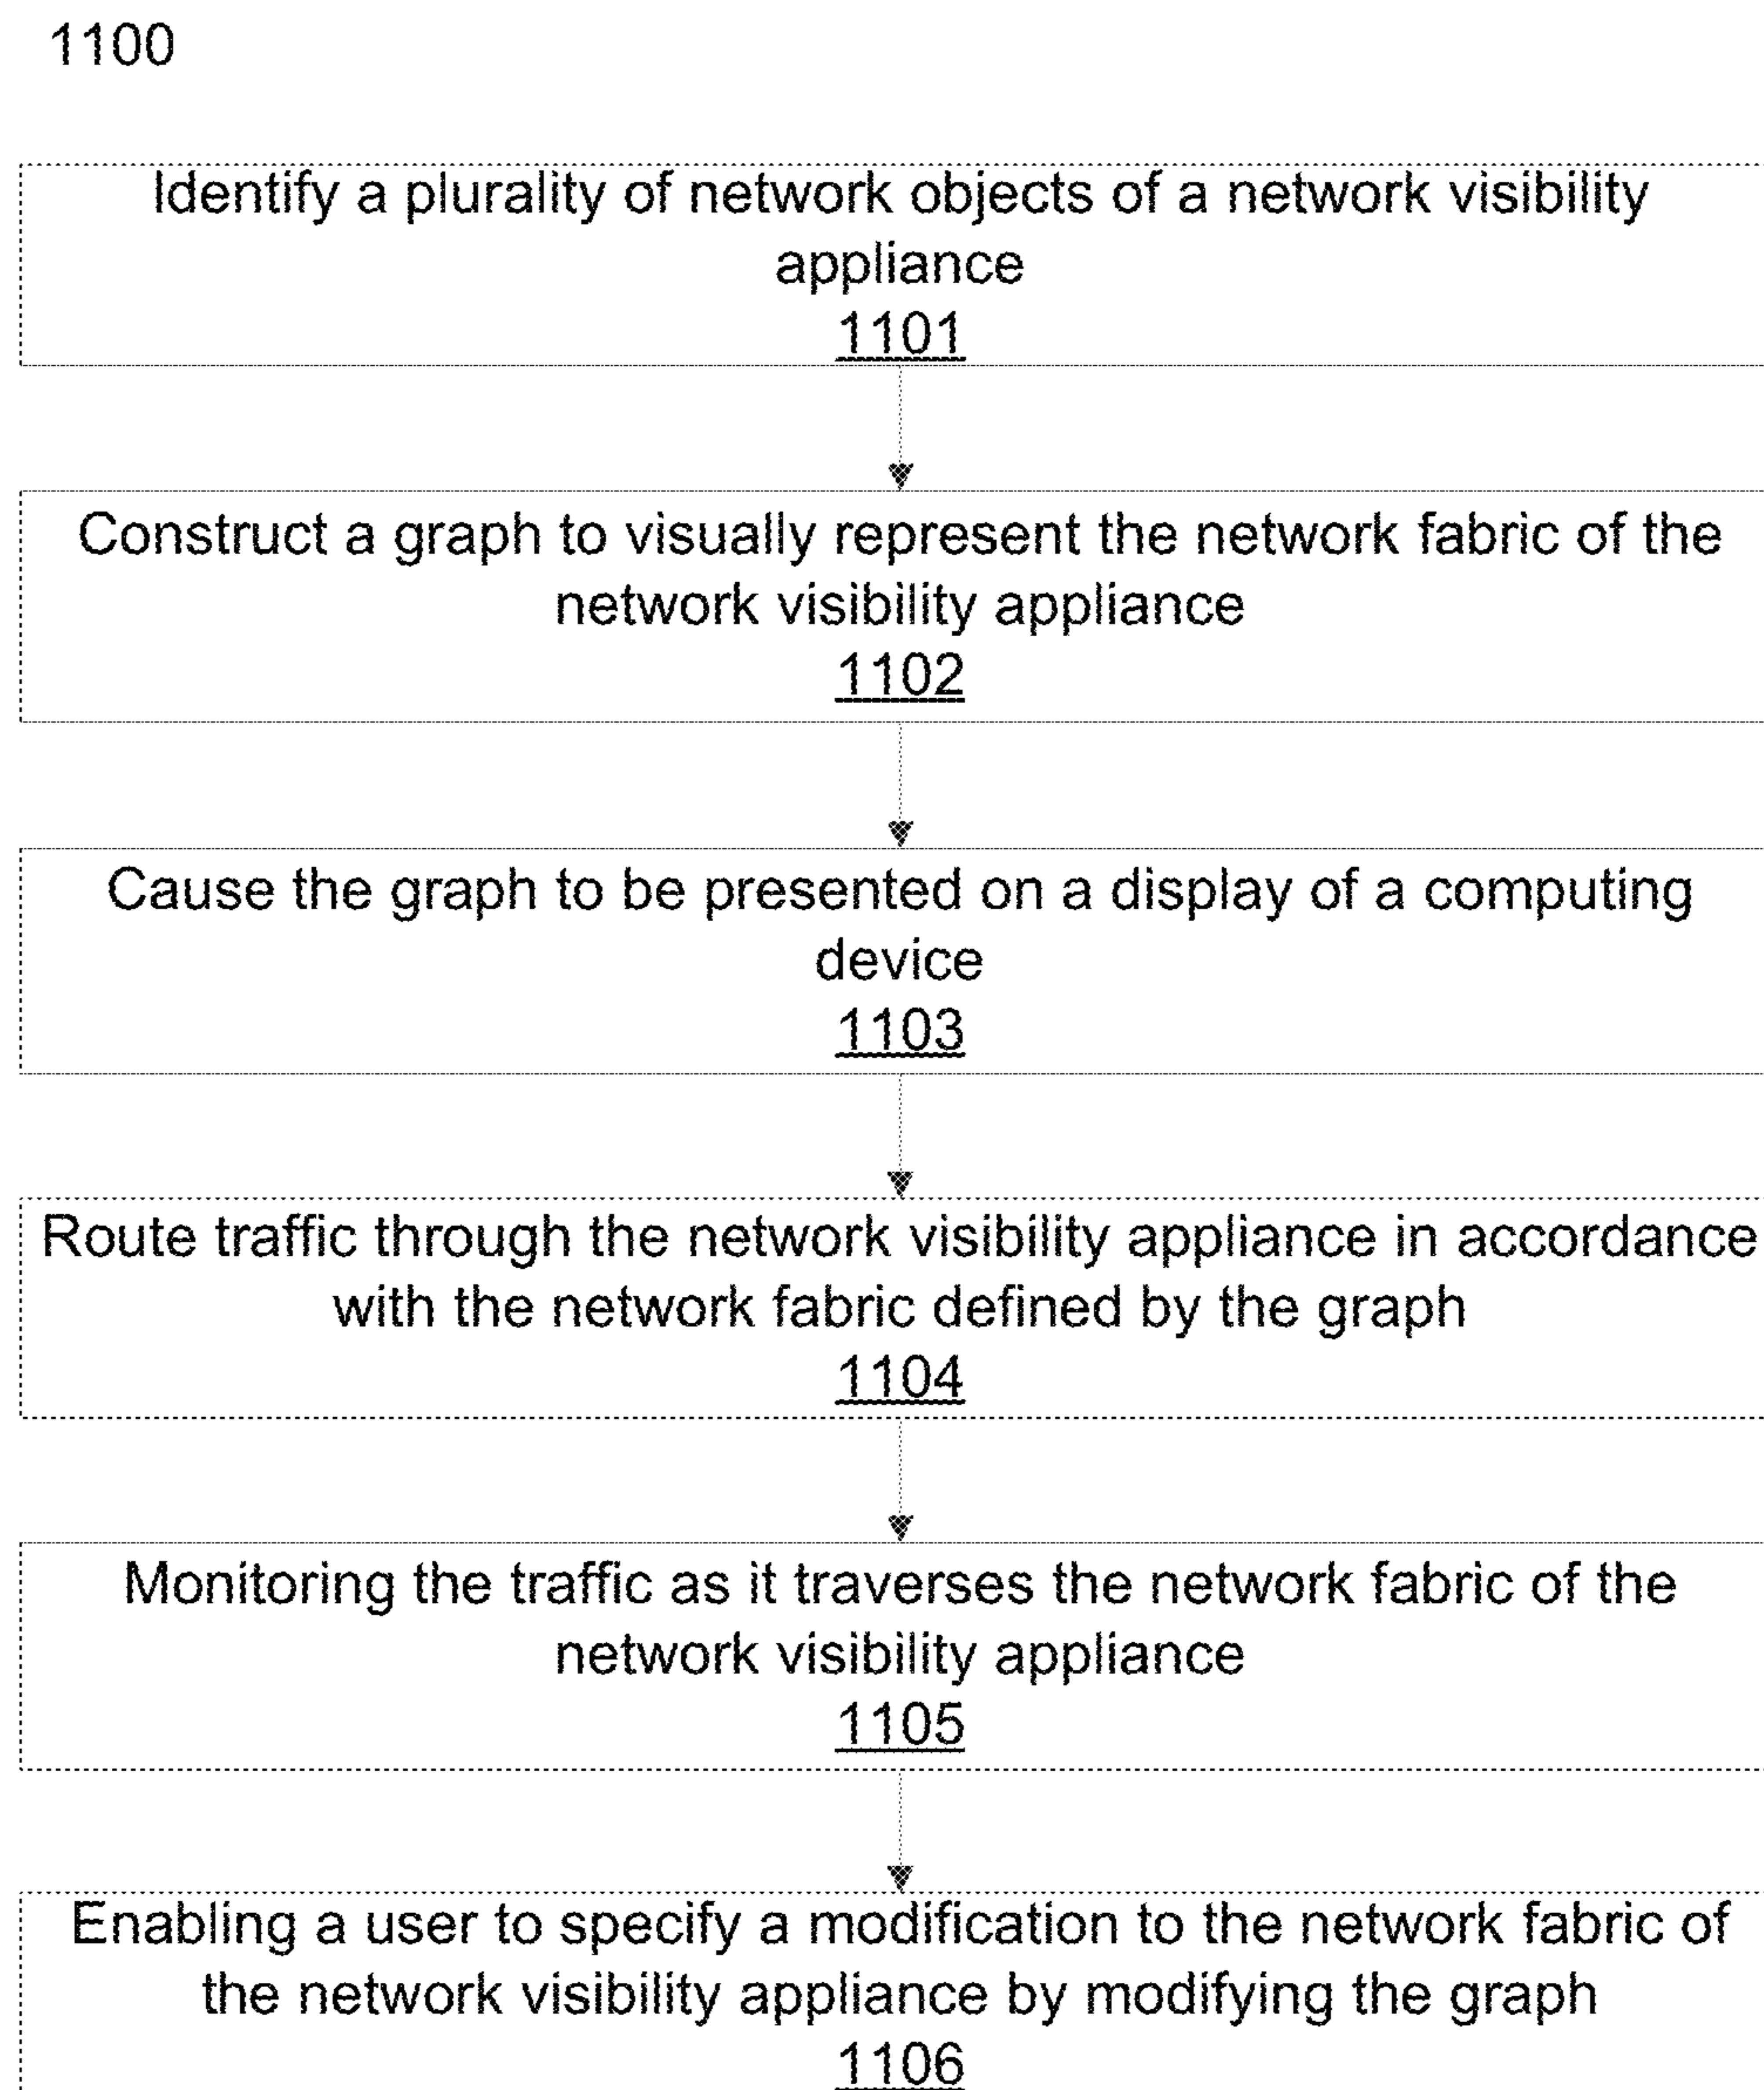 1100
Identify a plurality of network objects of a network visibility
appliance
1101
Construct a graph to visually represent the network fabric of the
network visibility appliance
1102
Cause the graph to be presented on a display of a computing
device
1103
Route traffic through the network visibility appliance in accordance
with the network fabric defined by the graph
1104
Monitoring the traffic as it traverses the network fabric of the
network visibility appliance
1105
Enabling a user to specify a modification to the network fabric of
the network visibility appliance by modifying the graph
1106